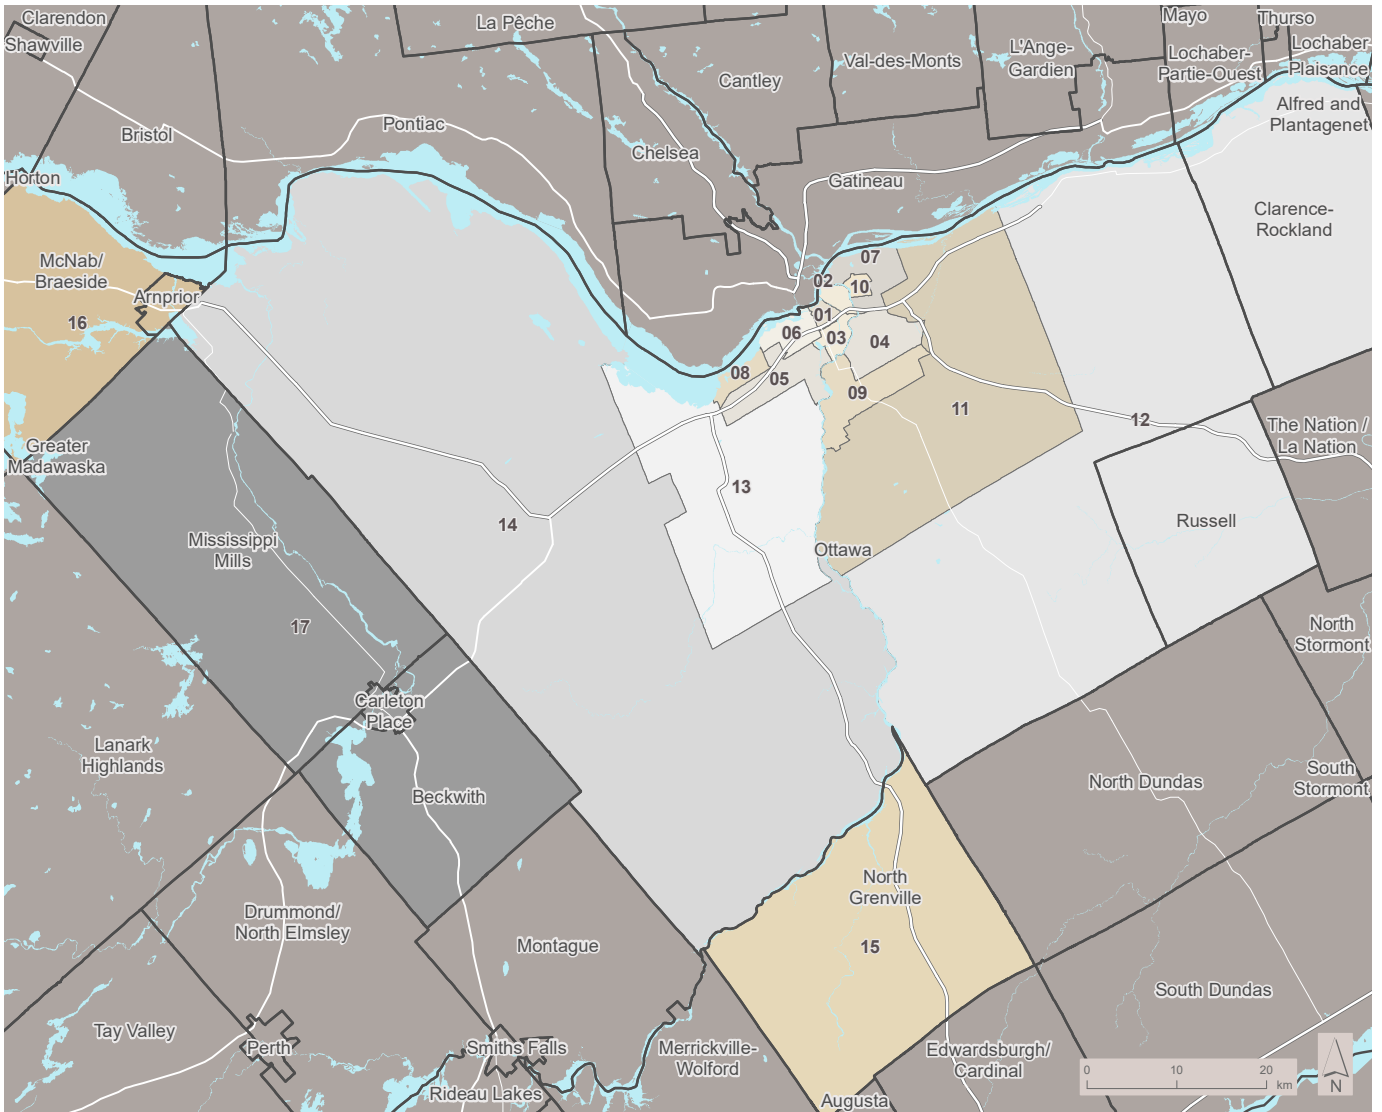 Clarendon
Shawville
La Pêche
Mayo
Thurso
Lochaber-
Partie-Ouest
Lochaber-
Plaisance
L'Ange-
Gardien
Val-des-Monts
Cantley
Alfred and
Plantagenet
Bristol
Pontiac
Chelsea
Horton
Gatineau
Clarence-
Rockland
McNab/
Braeside
Arnprior
16
07
02
10
01
06
03
04
08
05
09
11
12
The Nation /
La Nation
Greater
Madawaska
13
14
Russell
Mississippi
Mills
Ottawa
17
North
Stormont
Carleton
Place
Lanark
Highlands
Beckwith
North Dundas
South
Stormont
North
Grenville
15
Drummond/
North Elmsley
Montague
South Dundas
Tay Valley
Perth
Smiths Falls
Merrickville-
Wolford
Edwardsburgh/
Cardinal
Rideau Lakes
Augusta
0 10 20
km
N